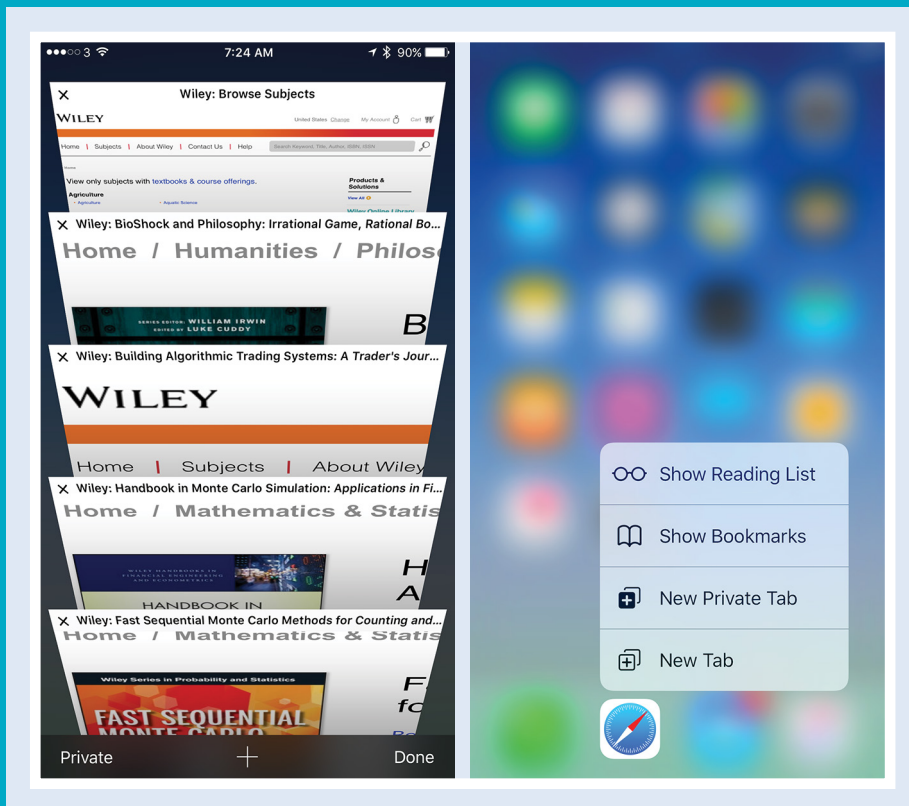 3 7:24 AM 90%
Wiley: Browse Subjects
WILEY United States Change My Account Cart
Home | Subjects | About Wiley | Contact Us | Help Search Keyword, Title, Author, ISBN, ISSN
Home
View only subjects with textbooks & course offerings.
Products &
Solutions
Agriculture
View All
• Agriculture • Aquatic Science
Wiley Online Library
Wiley: BioShock and Philosophy: Irrational Game, Rational Bo...
Home / Humanities / Philos
SERIES EDITOR: WILLIAM IRWIN
EDITED BY LUKE CUDDY
B
Wiley: Building Algorithmic Trading Systems: A Trader's Jour...
WILEY
Home | Subjects | About Wiley
Wiley: Handbook in Monte Carlo Simulation: Applications in Fi...
Home / Mathematics & Statis
WILEY HANDBOOKS IN
FINANCIAL ENGINEERING
AND ECONOMETRICS
H
A
HANDBOOK IN
Wiley: Fast Sequential Monte Carlo Methods for Counting and...
Home / Mathematics & Statis
Wiley Series in Probability and Statistics
F
fo
FAST SEQUENTIAL
MONTE CARLO
Private + Done
Show Reading List
Show Bookmarks
New Private Tab
New Tab